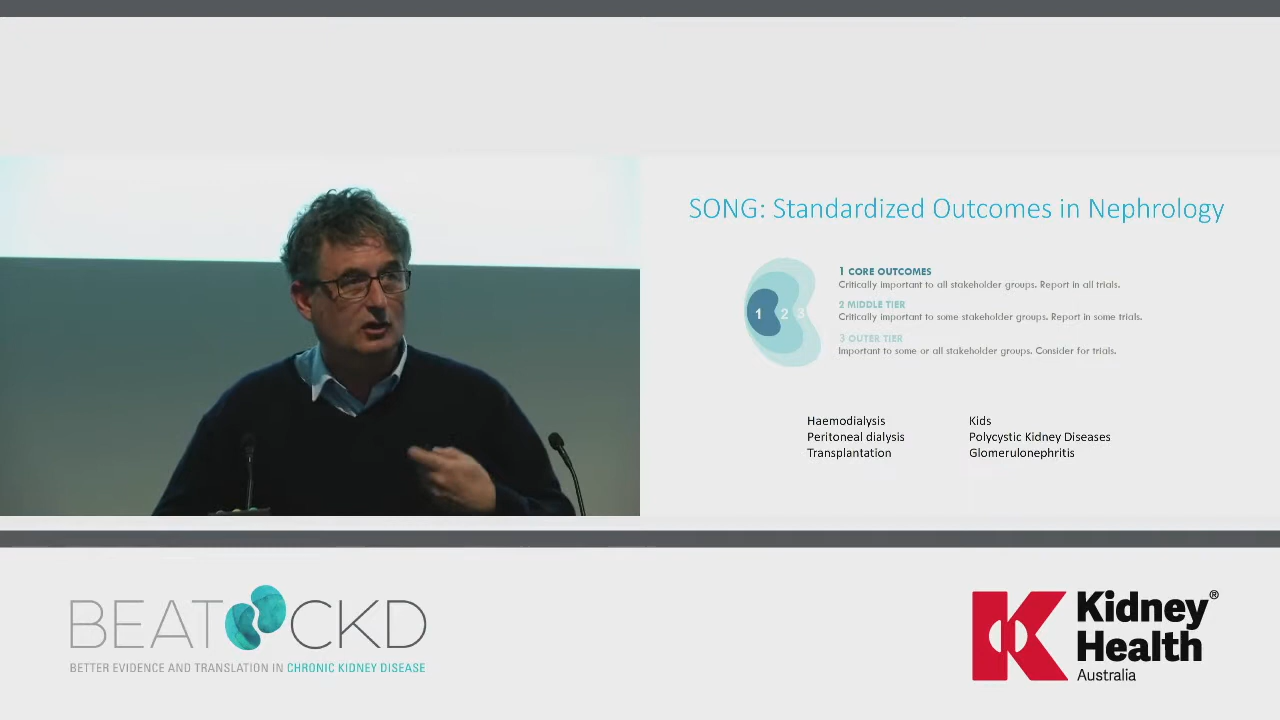 SONG: Standardized Outcomes in Nephrology
1 CORE OUTCOMES
Critically important to all stakeholder groups. Report in all trials.
2 MIDDLE TIER
Critically important to some stakeholder groups. Report in some trials.
3 OUTER TIER
Important to some or all stakeholder groups. Consider for trials.
1 2 3
Haemodialysis
Peritoneal dialysis
Transplantation
Kids
Polycystic Kidney Diseases
Glomerulonephritis
BEAT CKD
BETTER EVIDENCE AND TRANSLATION IN CHRONIC KIDNEY DISEASE
Kidney®
Health
Australia